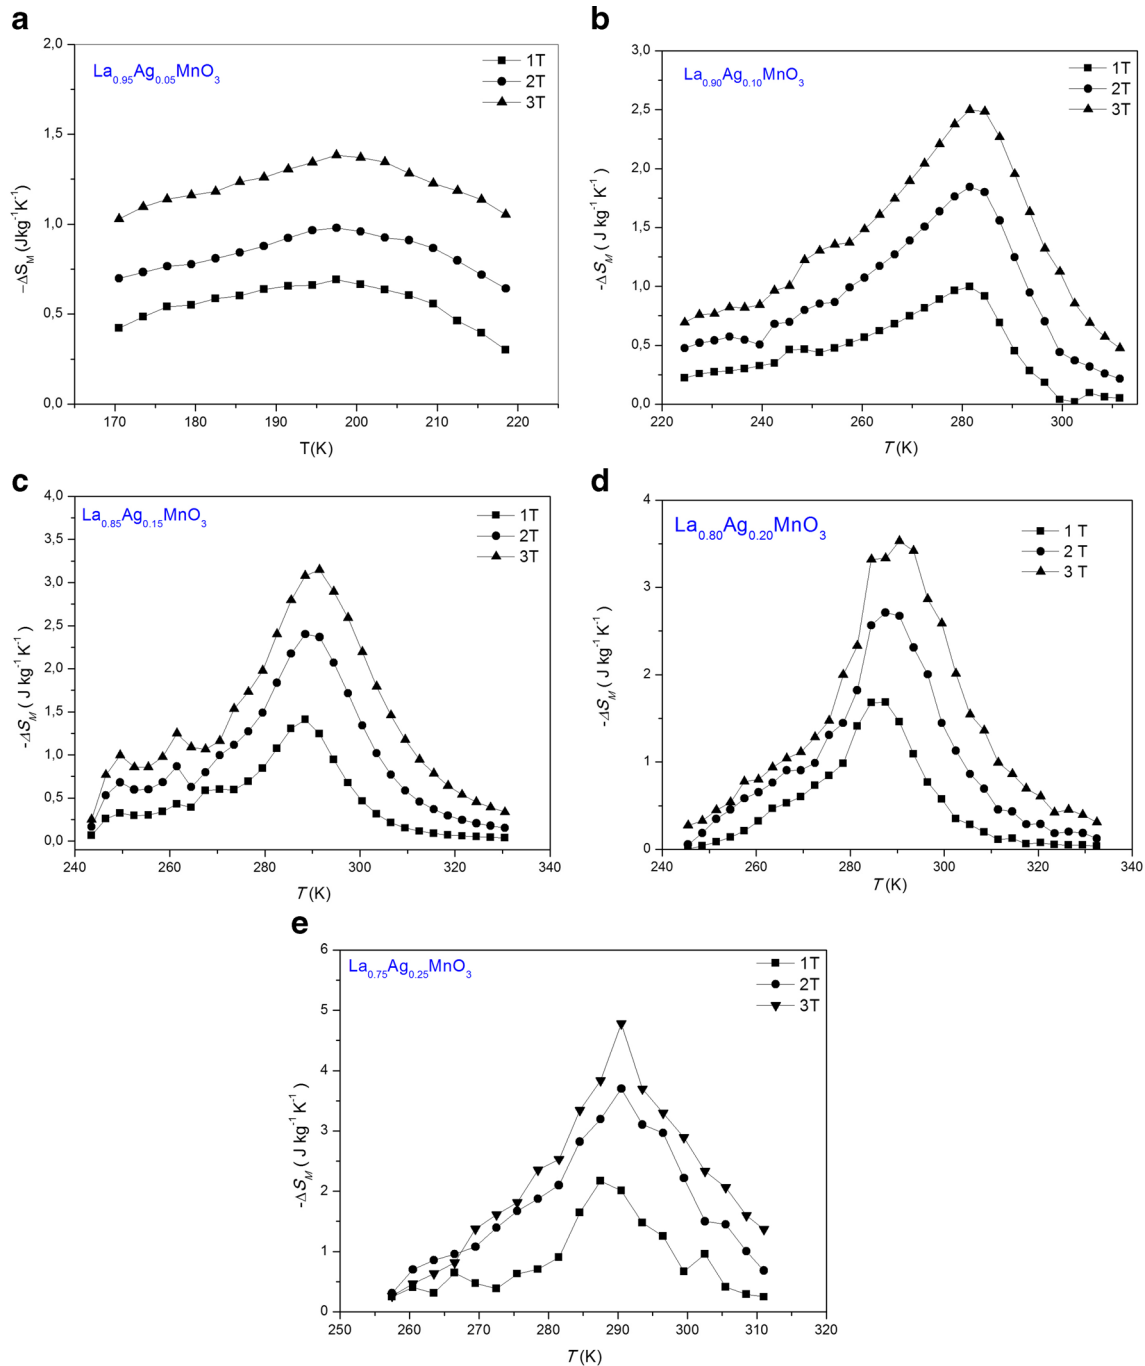 a
La0.95Ag0.05MnO3
1T
2T
3T
2,0
1,5
1,0
0,5
0,0
−ΔSM (Jkg-1K-1)
170 180 190 200 210 220
T(K)
b
La0.90Ag0.10MnO3
1T
2T
3T
3,0
2,5
2,0
1,5
1,0
0,5
0,0
-ΔSM ( J kg-1 K-1 )
220 240 260 280 300
T (K)
c
La0.85Ag0.15MnO3
1T
2T
3T
4,0
3,5
3,0
2,5
2,0
1,5
1,0
0,5
0,0
-ΔSM ( J kg-1 K-1 )
240 260 280 300 320 340
T (K)
d
La0.80Ag0.20MnO3
1 T
2 T
3 T
4
3
2
1
0
-ΔSM ( J kg-1 K-1 )
240 260 280 300 320 340
T (K)
e
La0.75Ag0.25MnO3
1T
2T
3T
6
5
4
3
2
1
0
-ΔSM ( J kg-1 K-1 )
250 260 270 280 290 300 310 320
T (K)